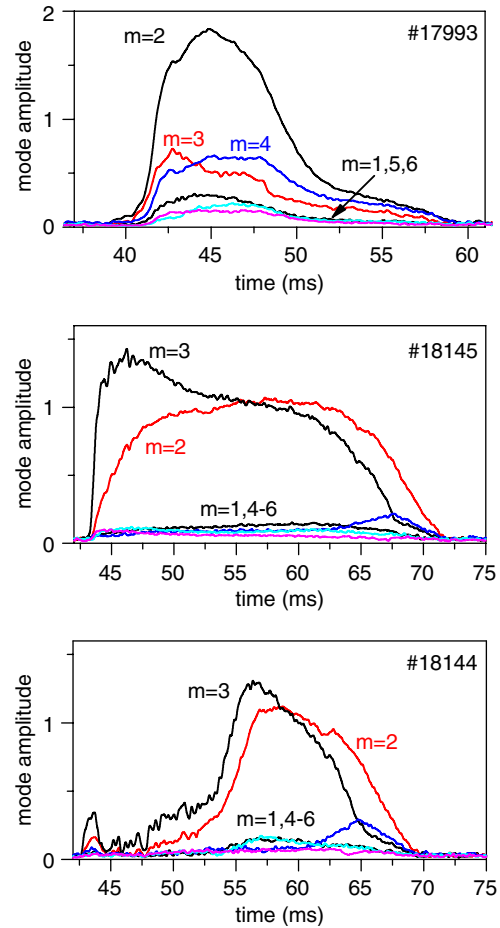 #17993
m=2
m=3
m=4
m=1,5,6
mode amplitude
2
1
0
40 45 50 55 60
time (ms)
#18145
m=3
m=2
m=1,4-6
mode amplitude
1
0
45 50 55 60 65 70 75
time (ms)
#18144
m=3
m=2
m=1,4-6
mode amplitude
1
0
45 50 55 60 65 70 75
time (ms)